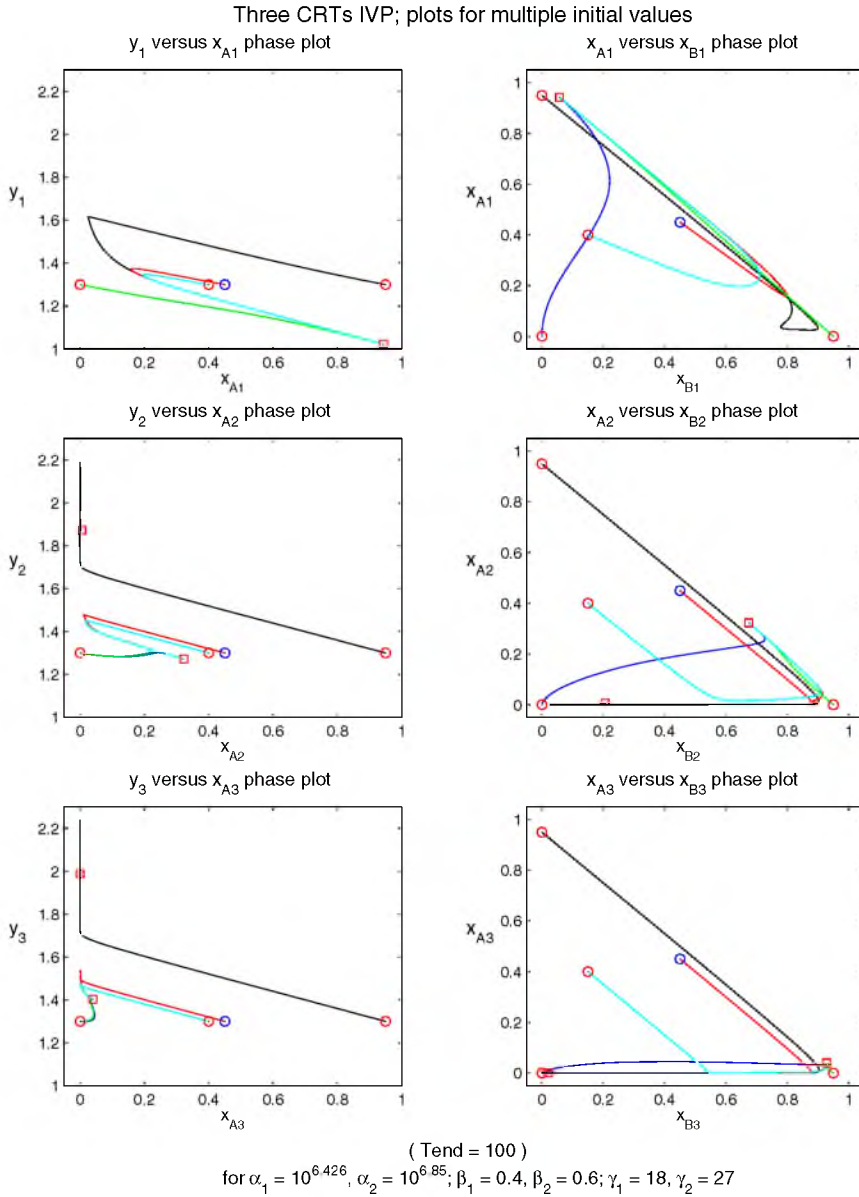 Three CRTs IVP; plots for multiple initial values
y1 versus xA1 phase plot
2.2
2
1.8
1.6
1.4
1.2
1
y1
0 0.2 0.4 0.6 0.8 1
xA1
xA1 versus xB1 phase plot
1
0.8
0.6
0.4
0.2
0
xA1
0 0.2 0.4 0.6 0.8 1
xB1
y2 versus xA2 phase plot
2.2
2
1.8
1.6
1.4
1.2
1
y2
0 0.2 0.4 0.6 0.8 1
xA2
xA2 versus xB2 phase plot
1
0.8
0.6
0.4
0.2
0
xA2
0 0.2 0.4 0.6 0.8 1
xB2
y3 versus xA3 phase plot
2.2
2
1.8
1.6
1.4
1.2
1
y3
0 0.2 0.4 0.6 0.8 1
xA3
xA3 versus xB3 phase plot
1
0.8
0.6
0.4
0.2
0
xA3
0 0.2 0.4 0.6 0.8 1
xB3
( Tend = 100 )
for α1 = 10^6.426, α2 = 10^6.85; β1 = 0.4, β2 = 0.6; γ1 = 18, γ2 = 27